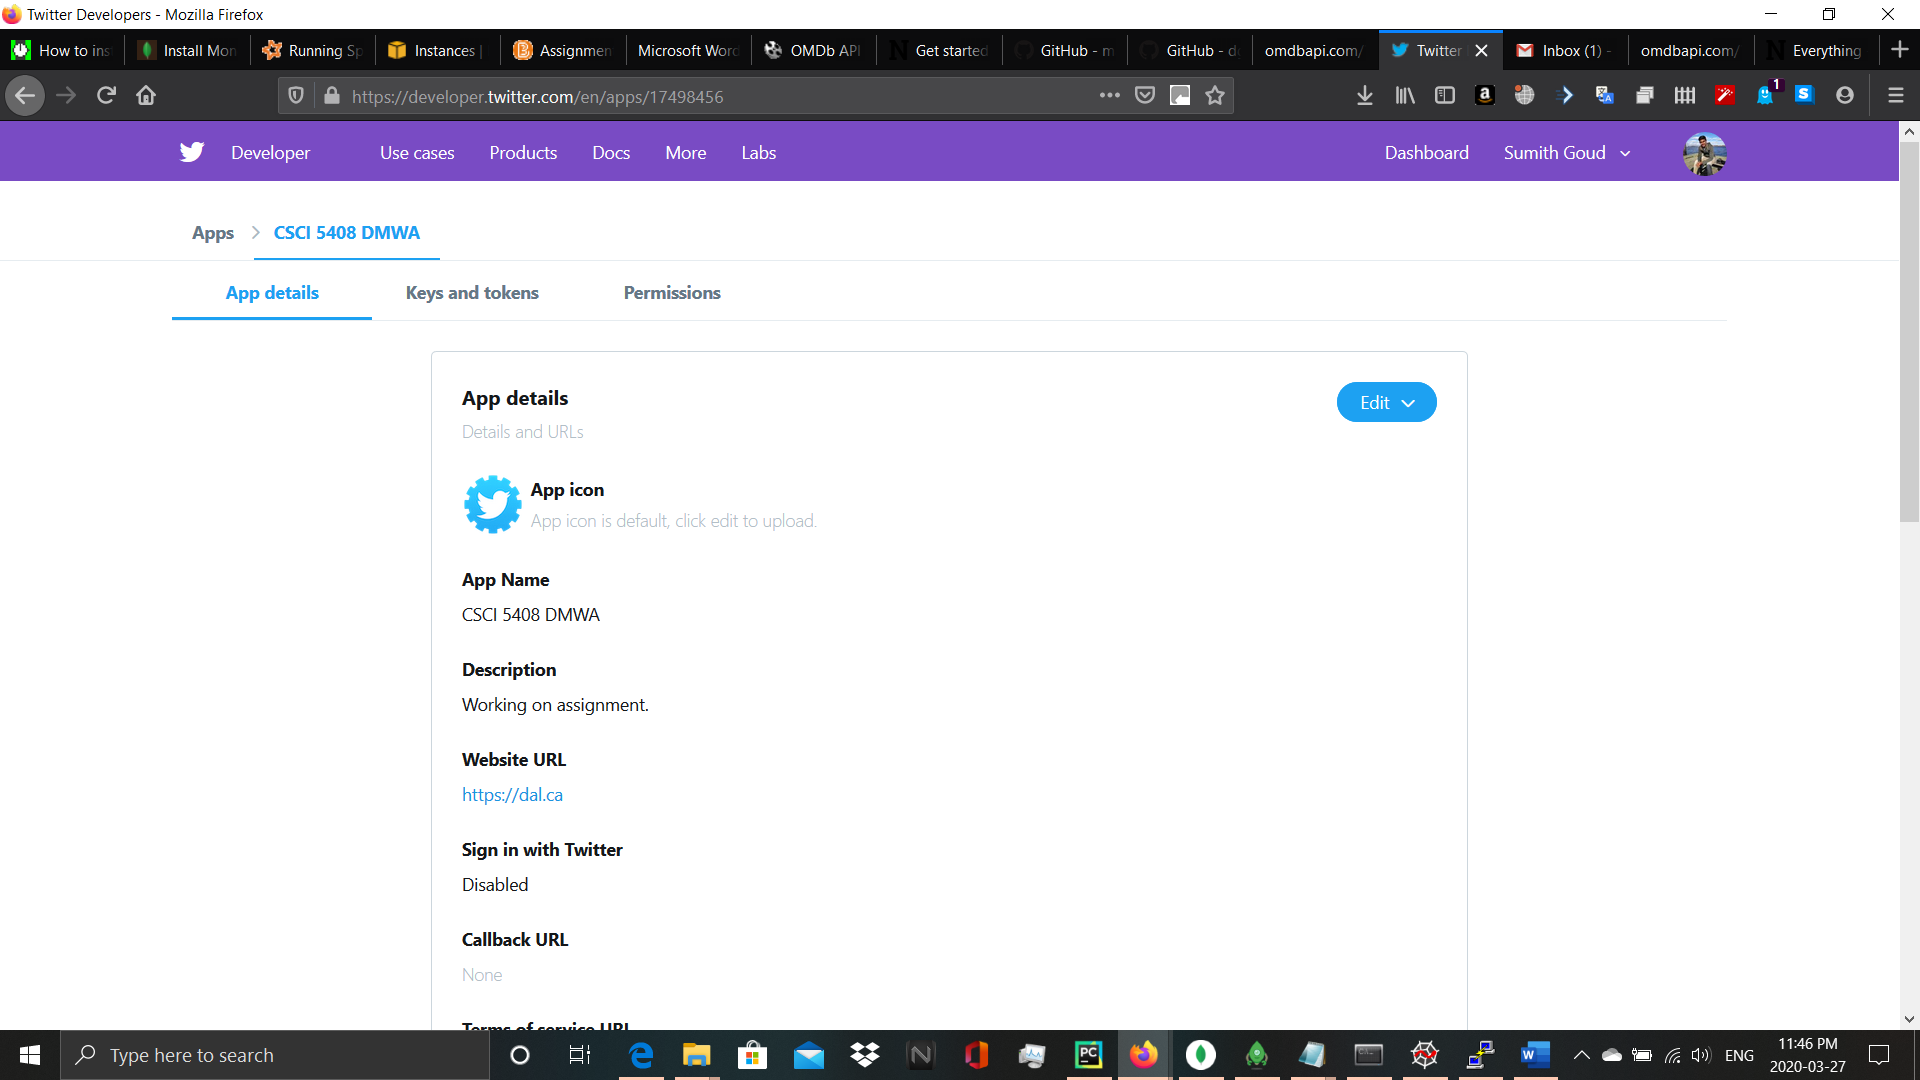 Twitter Developers - Mozilla Firefox
How to ins
Install Mon
Running Sp
Instances |
Assignmen
Microsoft Word
OMDb API
Get started
GitHub - m
GitHub - d
omdbapi.com/
Twitter
Inbox (1) -
omdbapi.com/
Everything
https://developer.twitter.com/en/apps/17498456
1
Developer
Use cases
Products
Docs
More
Labs
Dashboard
Sumith Goud
Apps
CSCI 5408 DMWA
App details
Keys and tokens
Permissions
App details
Edit
Details and URLs
App icon
App icon is default, click edit to upload.
App Name
CSCI 5408 DMWA
Description
Working on assignment.
Website URL
https://dal.ca
Sign in with Twitter
Disabled
Callback URL
None
Terms of service URL
Type here to search
ENG
11:46 PM
2020-03-27